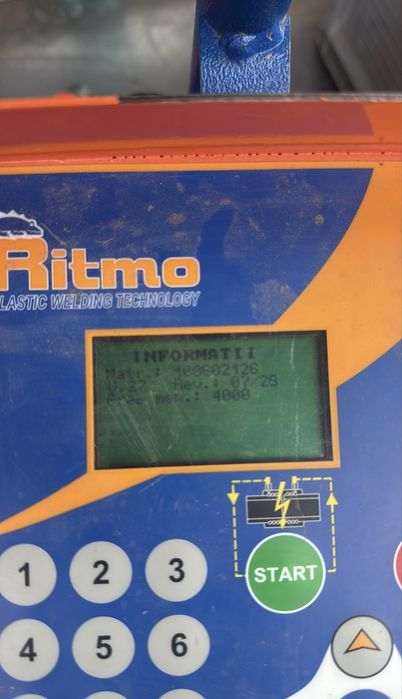 Ritmo
LASTIC WELDING TECHNOLOGY
INFORMATII
Matr.: 109602126
V.27 Rev.: 07/25
Free mem.: 4000
START
1 2 3
4 5 6